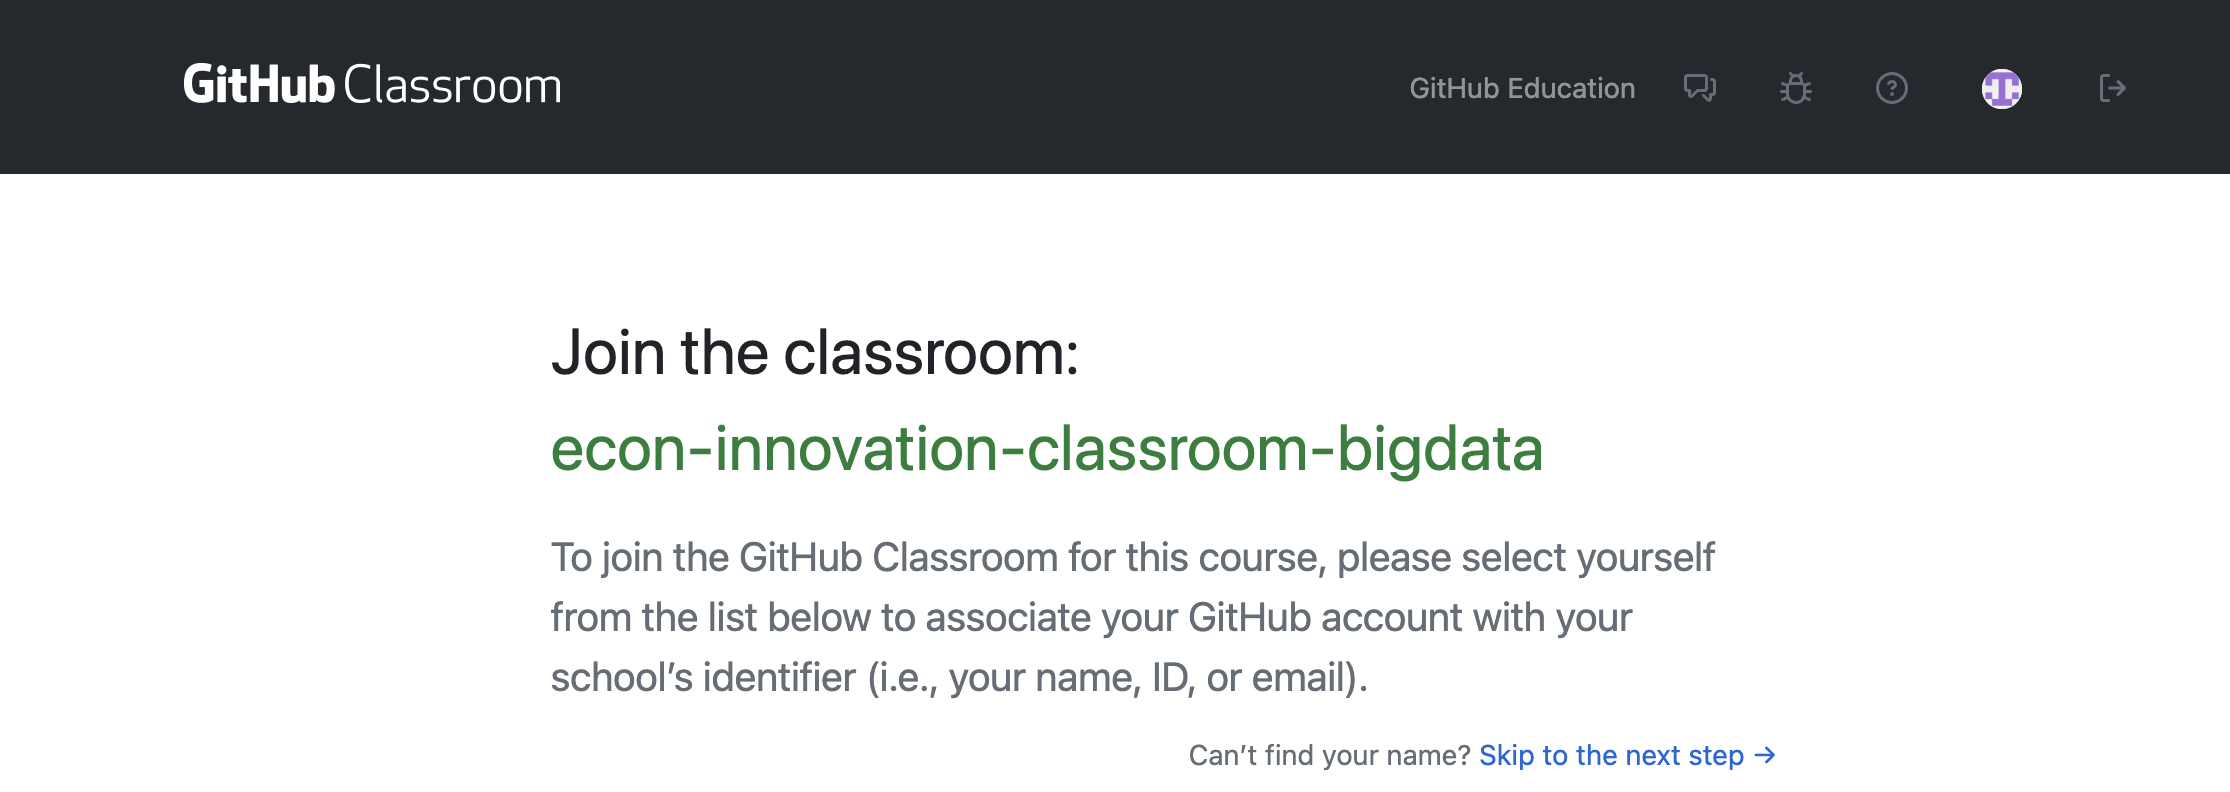 GitHub Classroom
GitHub Education
Join the classroom:
econ-innovation-classroom-bigdata
To join the GitHub Classroom for this course, please select yourself
from the list below to associate your GitHub account with your
school’s identifier (i.e., your name, ID, or email).
Can’t find your name? Skip to the next step →